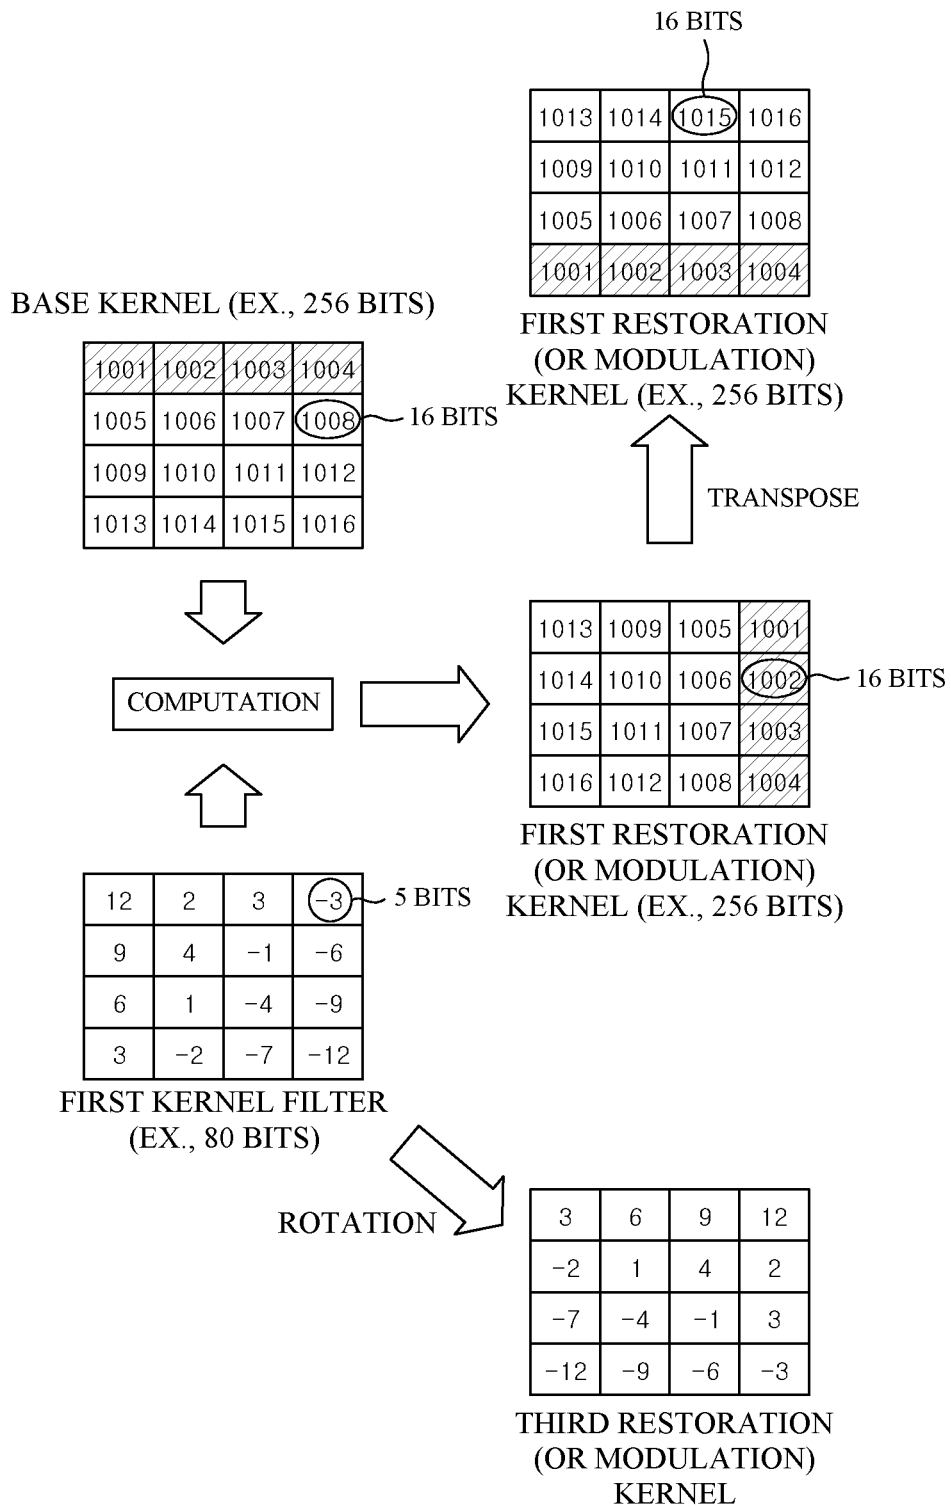 16 BITS
1013 1014 1015 1016
1009 1010 1011 1012
1005 1006 1007 1008
1001 1002 1003 1004
FIRST RESTORATION
(OR MODULATION)
KERNEL (EX., 256 BITS)
BASE KERNEL (EX., 256 BITS)
1001 1002 1003 1004
1005 1006 1007 1008
16 BITS
1009 1010 1011 1012
1013 1014 1015 1016
TRANSPOSE
COMPUTATION
1013 1009 1005 1001
1014 1010 1006 1002
16 BITS
1015 1011 1007 1003
1016 1012 1008 1004
FIRST RESTORATION
(OR MODULATION)
KERNEL (EX., 256 BITS)
12 2 3 -3
5 BITS
9 4 -1 -6
6 1 -4 -9
3 -2 -7 -12
FIRST KERNEL FILTER
(EX., 80 BITS)
ROTATION
3 6 9 12
-2 1 4 2
-7 -4 -1 3
-12 -9 -6 -3
THIRD RESTORATION
(OR MODULATION)
KERNEL